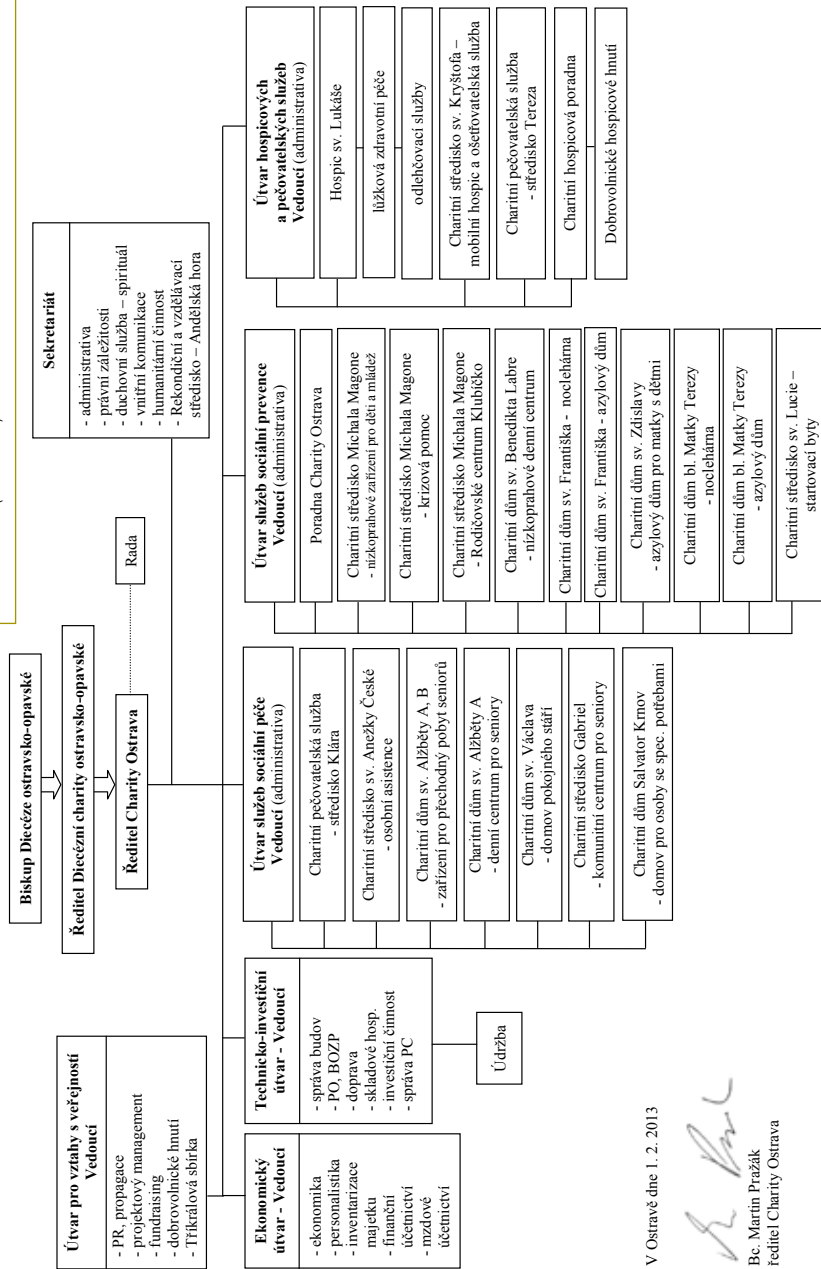 Biskup Diecéze ostravsko-opavské
Ředitel Diecézní charity ostravsko-opavské
Ředitel Charity Ostrava
Rada
Útvar pro vztahy s veřejností
Vedoucí
- PR, propagace
- projektový management
- fundraising
- dobrovolnické hnutí
- Tříkrálová sbírka
Sekretariát
- administrativa
- právní záležitosti
- duchovní služba – spirituál
- vnitřní komunikace
- humanitární činnost
- Rekondiční a vzdělávací
středisko – Andělská hora
Ekonomický
útvar - Vedoucí
- ekonomika
- personalistika
- inventarizace
majetku
- finanční
účetnictví
- mzdové
účetnictví
Technicko-investiční
útvar - Vedoucí
- správa budov
- PO, BOZP
- doprava
- skladové hosp.
- investiční činnost
- správa PC
Údržba
Útvar služeb sociální péče
Vedoucí (administrativa)
Charitní pečovatelská služba
- středisko Klára
Charitní středisko sv. Anežky České
- osobní asistence
Charitní dům sv. Alžběty A, B
- zařízení pro přechodný pobyt seniorů
Charitní dům sv. Alžběty A
- denní centrum pro seniory
Charitní dům sv. Václava
- domov pokojného stáří
Charitní středisko Gabriel
- komunitní centrum pro seniory
Charitní dům Salvator Krnov
- domov pro osoby se spec. potřebami
Útvar služeb sociální prevence
Vedoucí (administrativa)
Poradna Charity Ostrava
Charitní středisko Michala Magone
- nízkoprahové zařízení pro děti a mládež
Charitní středisko Michala Magone
- krizová pomoc
Charitní středisko Michala Magone
- Rodičovské centrum Klubíčko
Charitní dům sv. Benedikta Labre
- nízkoprahové denní centrum
Charitní dům sv. Františka - noclehárna
Charitní dům sv. Františka - azylový dům
Charitní dům sv. Zdislavy
- azylový dům pro matky s dětmi
Charitní dům bl. Matky Terezy
- noclehárna
Charitní dům bl. Matky Terezy
- azylový dům
Charitní středisko sv. Lucie –
startovací byty
Útvar hospicových
a pečovatelských služeb
Vedoucí (administrativa)
Hospic sv. Lukáše
lůžková zdravotní péče
odlehčovací služby
Charitní středisko sv. Kryštofa –
mobilní hospic a ošetřovatelská služba
Charitní pečovatelská služba
- středisko Tereza
Charitní hospicová poradna
Dobrovolnické hospicové hnutí
V Ostravě dne 1. 2. 2013
Bc. Martin Pražák
ředitel Charity Ostrava